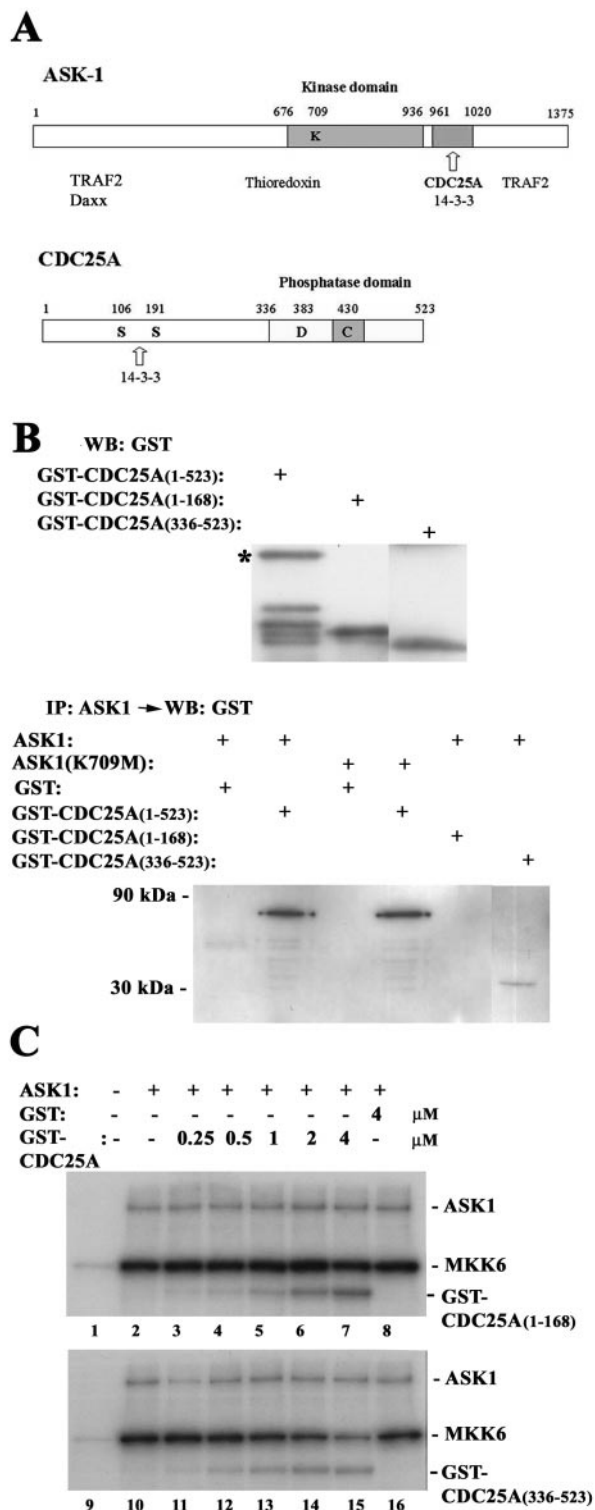 A
ASK-1
Kinase domain
1 676 709 936 961 1020 1375
K
TRAF2 Thioredoxin CDC25A TRAF2
Daxx 14-3-3
CDC25A
Phosphatase domain
1 106 191 336 383 430 523
S S D C
14-3-3
B
WB: GST
GST-CDC25A(1-523): +
GST-CDC25A(1-168): +
GST-CDC25A(336-523): +
*
IP: ASK1 → WB: GST
ASK1: + + + +
ASK1(K709M): + +
GST: + +
GST-CDC25A(1-523): + +
GST-CDC25A(1-168): +
GST-CDC25A(336-523): +
90 kDa -
30 kDa -
C
ASK1: - + + + + + + +
GST: - - - - - - - 4 μM
GST- : - - 0.25 0.5 1 2 4 - μM
CDC25A
- ASK1
- MKK6
- GST-
CDC25A(1-168)
1 2 3 4 5 6 7 8
- ASK1
- MKK6
- GST-
CDC25A(336-523)
9 10 11 12 13 14 15 16